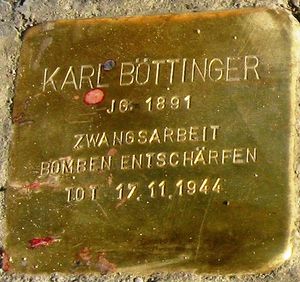 KARL BÖTTINGER
JG. 1891
ZWANGSARBEIT
BOMBEN ENTSCHÄRFEN
TOT 17.11.1944